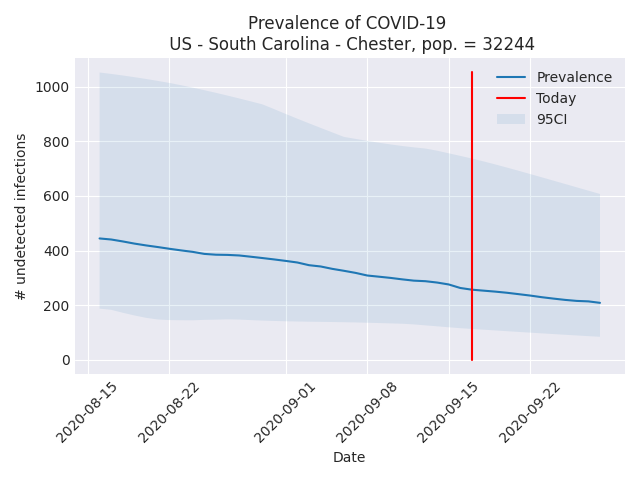 Prevalence of COVID-19
US - South Carolina - Chester, pop. = 32244
Prevalence
Today
95CI
# undetected infections
1000
800
600
400
200
0
2020-08-15
2020-08-22
2020-09-01
2020-09-08
2020-09-15
2020-09-22
Date